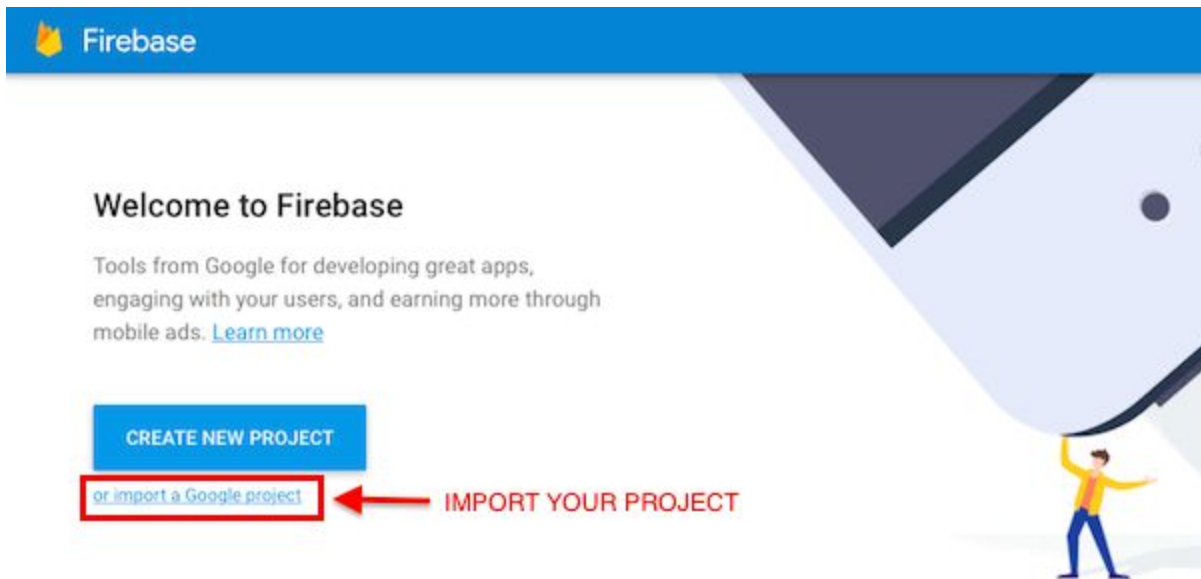 Firebase
Welcome to Firebase
Tools from Google for developing great apps,
engaging with your users, and earning more through
mobile ads. Learn more
CREATE NEW PROJECT
or import a Google project
IMPORT YOUR PROJECT